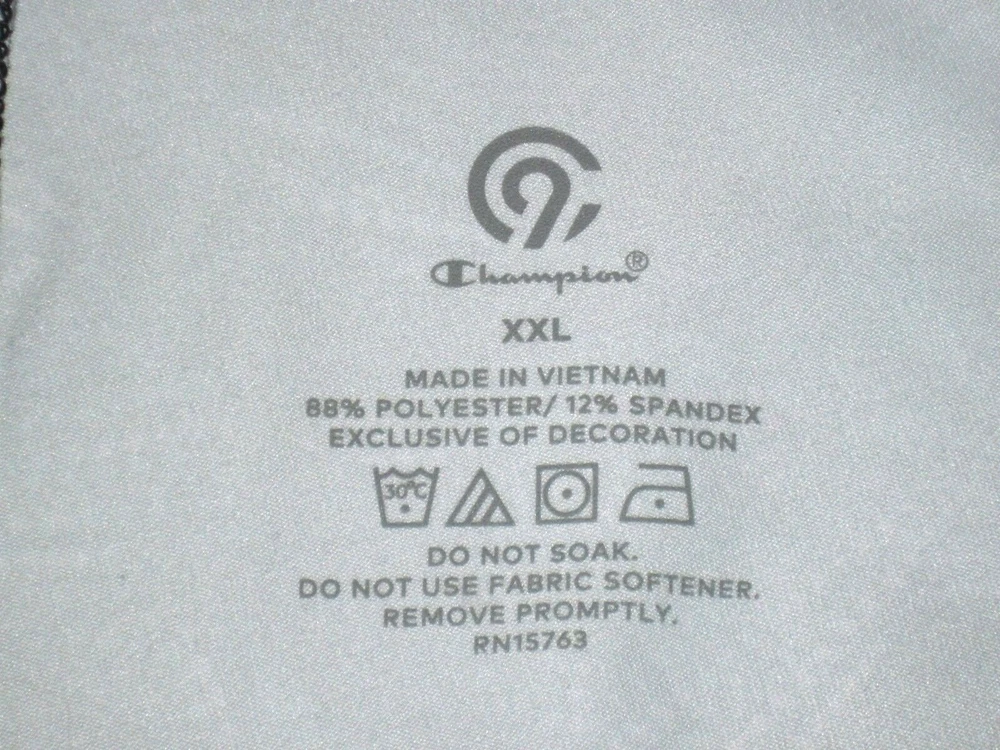 C9
Champion®
XXL
MADE IN VIETNAM
88% POLYESTER/ 12% SPANDEX
EXCLUSIVE OF DECORATION
30°C
DO NOT SOAK.
DO NOT USE FABRIC SOFTENER.
REMOVE PROMPTLY.
RN15763